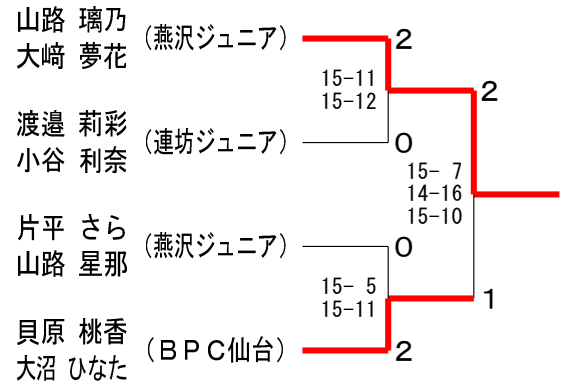 山路 璃乃
大﨑 夢花
(燕沢ジュニア)
2
15-11
15-12
2
渡邉 莉彩
小谷 利奈
(連坊ジュニア)
0
15- 7
14-16
15-10
片平 さら
山路 星那
(燕沢ジュニア)
0
15- 5
15-11
1
貝原 桃香
大沼 ひなた
(BPC仙台)
2